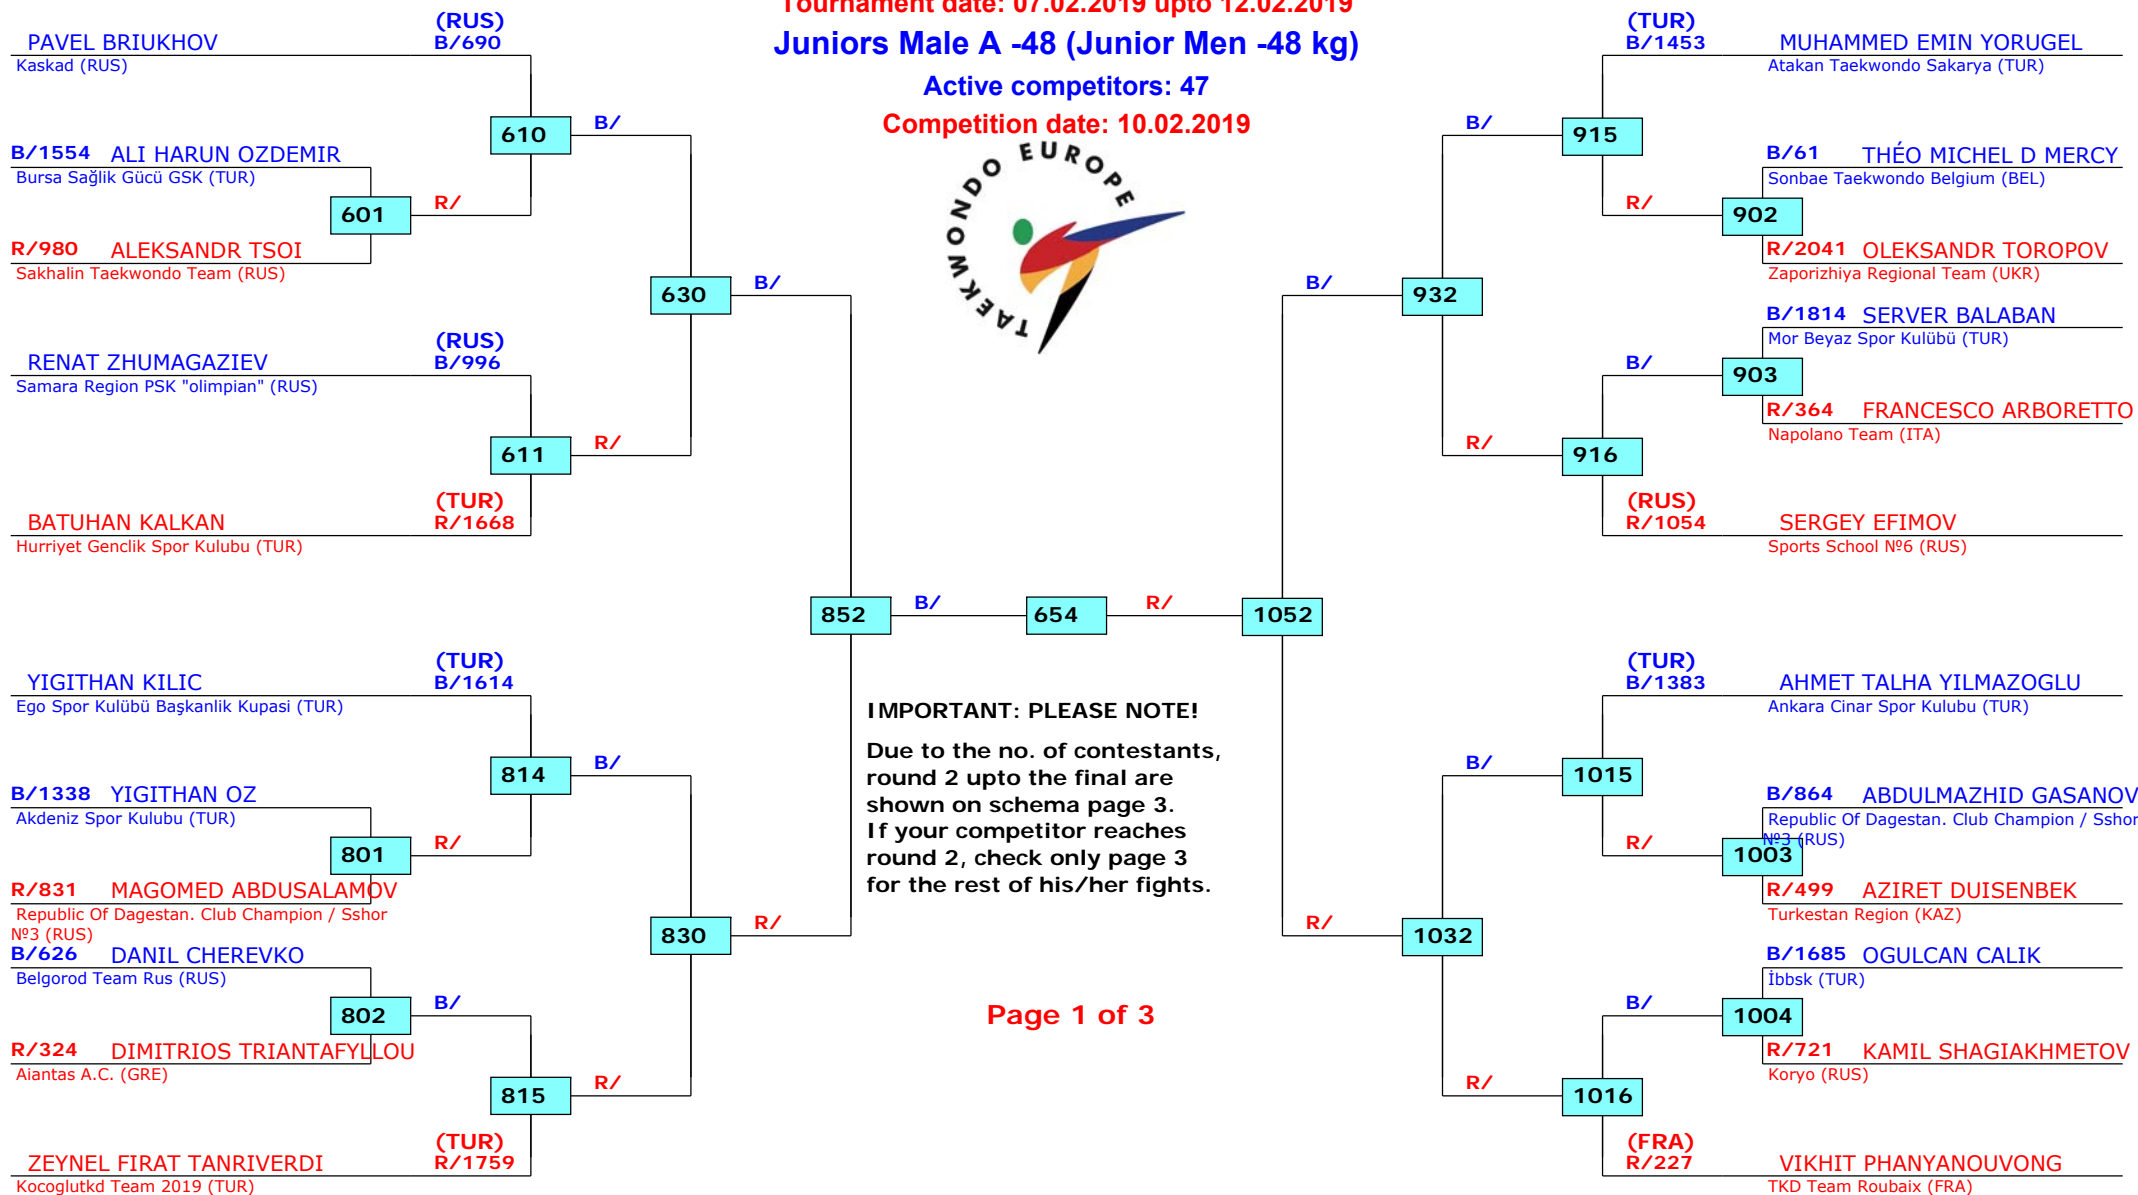 Tournament date: 07.02.2019 upto 12.02.2019
Juniors Male A -48 (Junior Men -48 kg)
Active competitors: 47
Competition date: 10.02.2019
TAEKWONDO EUROPE
(RUS)
PAVEL BRIUKHOV B/690
Kaskad (RUS)
610 B/
B/1554 ALI HARUN OZDEMIR
Bursa Sağlik Gücü GSK (TUR)
601 R/
R/980 ALEKSANDR TSOI
Sakhalin Taekwondo Team (RUS)
630 B/
(RUS)
RENAT ZHUMAGAZIEV B/996
Samara Region PSK "olimpian" (RUS)
611 R/
(TUR)
BATUHAN KALKAN R/1668
Hurriyet Genclik Spor Kulubu (TUR)
852 B/ 654 R/ 1052
(TUR)
YIGITHAN KILIC B/1614
Ego Spor Kulübü Başkanlik Kupasi (TUR)
814 B/
B/1338 YIGITHAN OZ
Akdeniz Spor Kulubu (TUR)
801 R/
R/831 MAGOMED ABDUSALAMOV
Republic Of Dagestan. Club Champion / Sshor
№3 (RUS)
830 R/
B/626 DANIL CHEREVKO
Belgorod Team Rus (RUS)
802 B/
R/324 DIMITRIOS TRIANTAFYLLOU
Aiantas A.C. (GRE)
815 R/
(TUR)
ZEYNEL FIRAT TANRIVERDI R/1759
Kocoglutkd Team 2019 (TUR)
IMPORTANT: PLEASE NOTE!
Due to the no. of contestants,
round 2 upto the final are
shown on schema page 3.
If your competitor reaches
round 2, check only page 3
for the rest of his/her fights.
Page 1 of 3
(TUR)
B/1453 MUHAMMED EMIN YORUGEL
Atakan Taekwondo Sakarya (TUR)
B/ 915
B/61 THÉO MICHEL D MERCY
Sonbae Taekwondo Belgium (BEL)
R/ 902
R/2041 OLEKSANDR TOROPOV
Zaporizhiya Regional Team (UKR)
B/ 932
B/1814 SERVER BALABAN
Mor Beyaz Spor Kulübü (TUR)
B/ 903
R/364 FRANCESCO ARBORETTO
Napolano Team (ITA)
R/ 916
(RUS)
R/1054 SERGEY EFIMOV
Sports School №6 (RUS)
(TUR)
B/1383 AHMET TALHA YILMAZOGLU
Ankara Cinar Spor Kulubu (TUR)
B/ 1015
B/864 ABDULMAZHID GASANOV
Republic Of Dagestan. Club Champion / Sshor
№3 (RUS)
R/ 1003
R/499 AZIRET DUISENBEK
Turkestan Region (KAZ)
R/ 1032
B/1685 OGULCAN CALIK
İbbsk (TUR)
B/ 1004
R/721 KAMIL SHAGIAKHMETOV
Koryo (RUS)
R/ 1016
(FRA)
R/227 VIKHIT PHANYANOUVONG
TKD Team Roubaix (FRA)